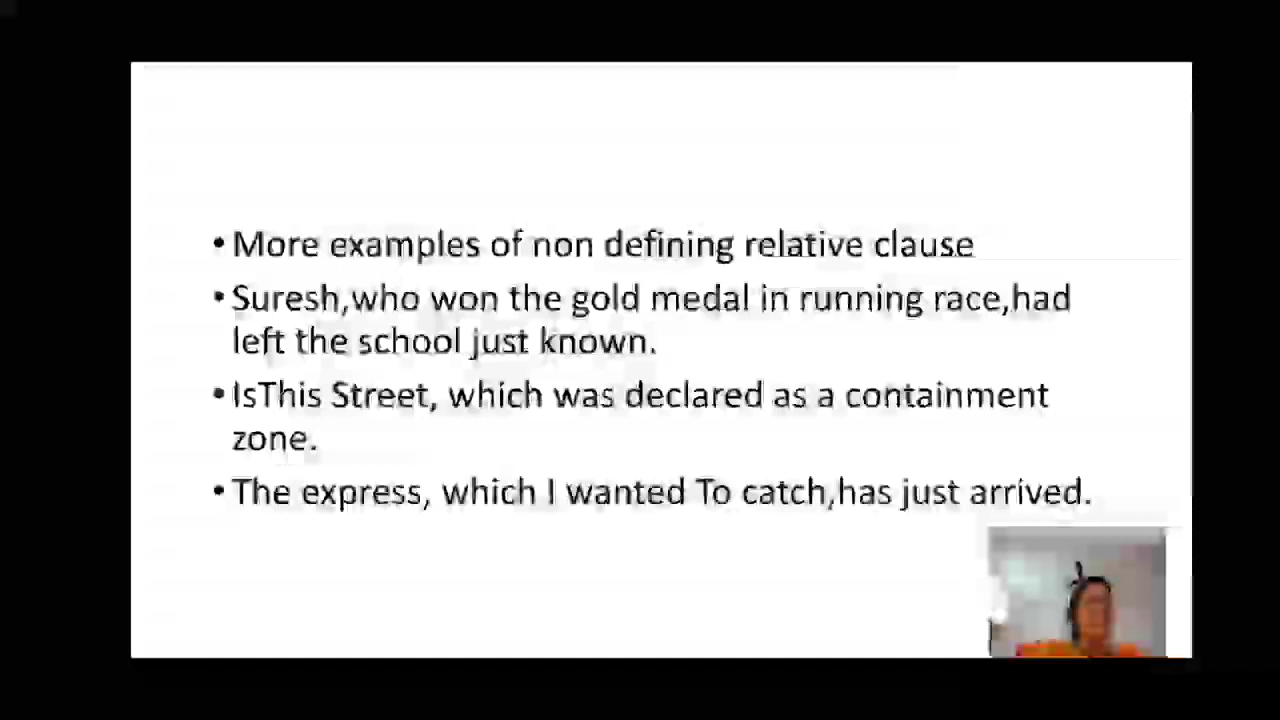 • More examples of non defining relative clause
• Suresh,who won the gold medal in running race,had
left the school just known.
• IsThis Street, which was declared as a containment
zone.
• The express, which I wanted To catch,has just arrived.